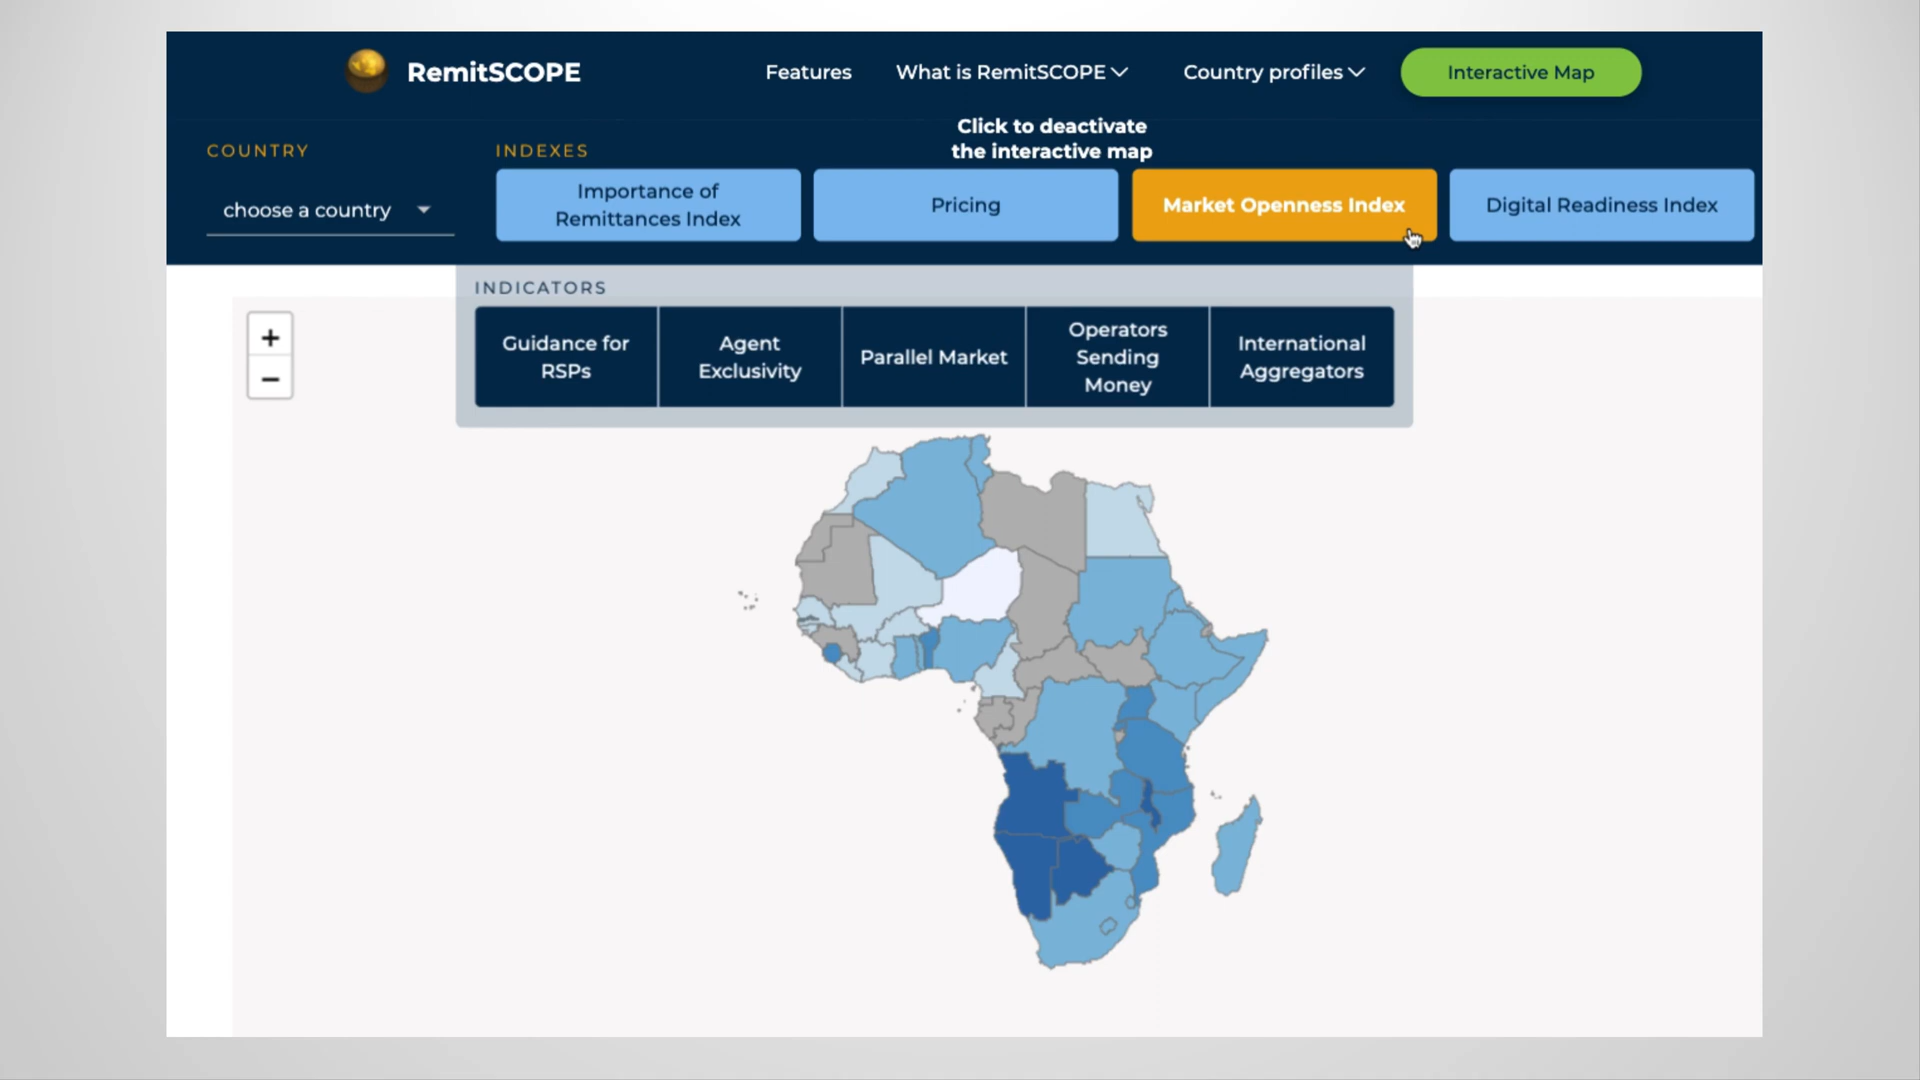 RemitSCOPE
Features
What is RemitSCOPE
Country profiles
Interactive Map
Click to deactivate
the interactive map
COUNTRY
choose a country
INDEXES
Importance of
Remittances Index
Pricing
Market Openness Index
Digital Readiness Index
INDICATORS
Guidance for
RSPs
Agent
Exclusivity
Parallel Market
Operators
Sending
Money
International
Aggregators
+
−